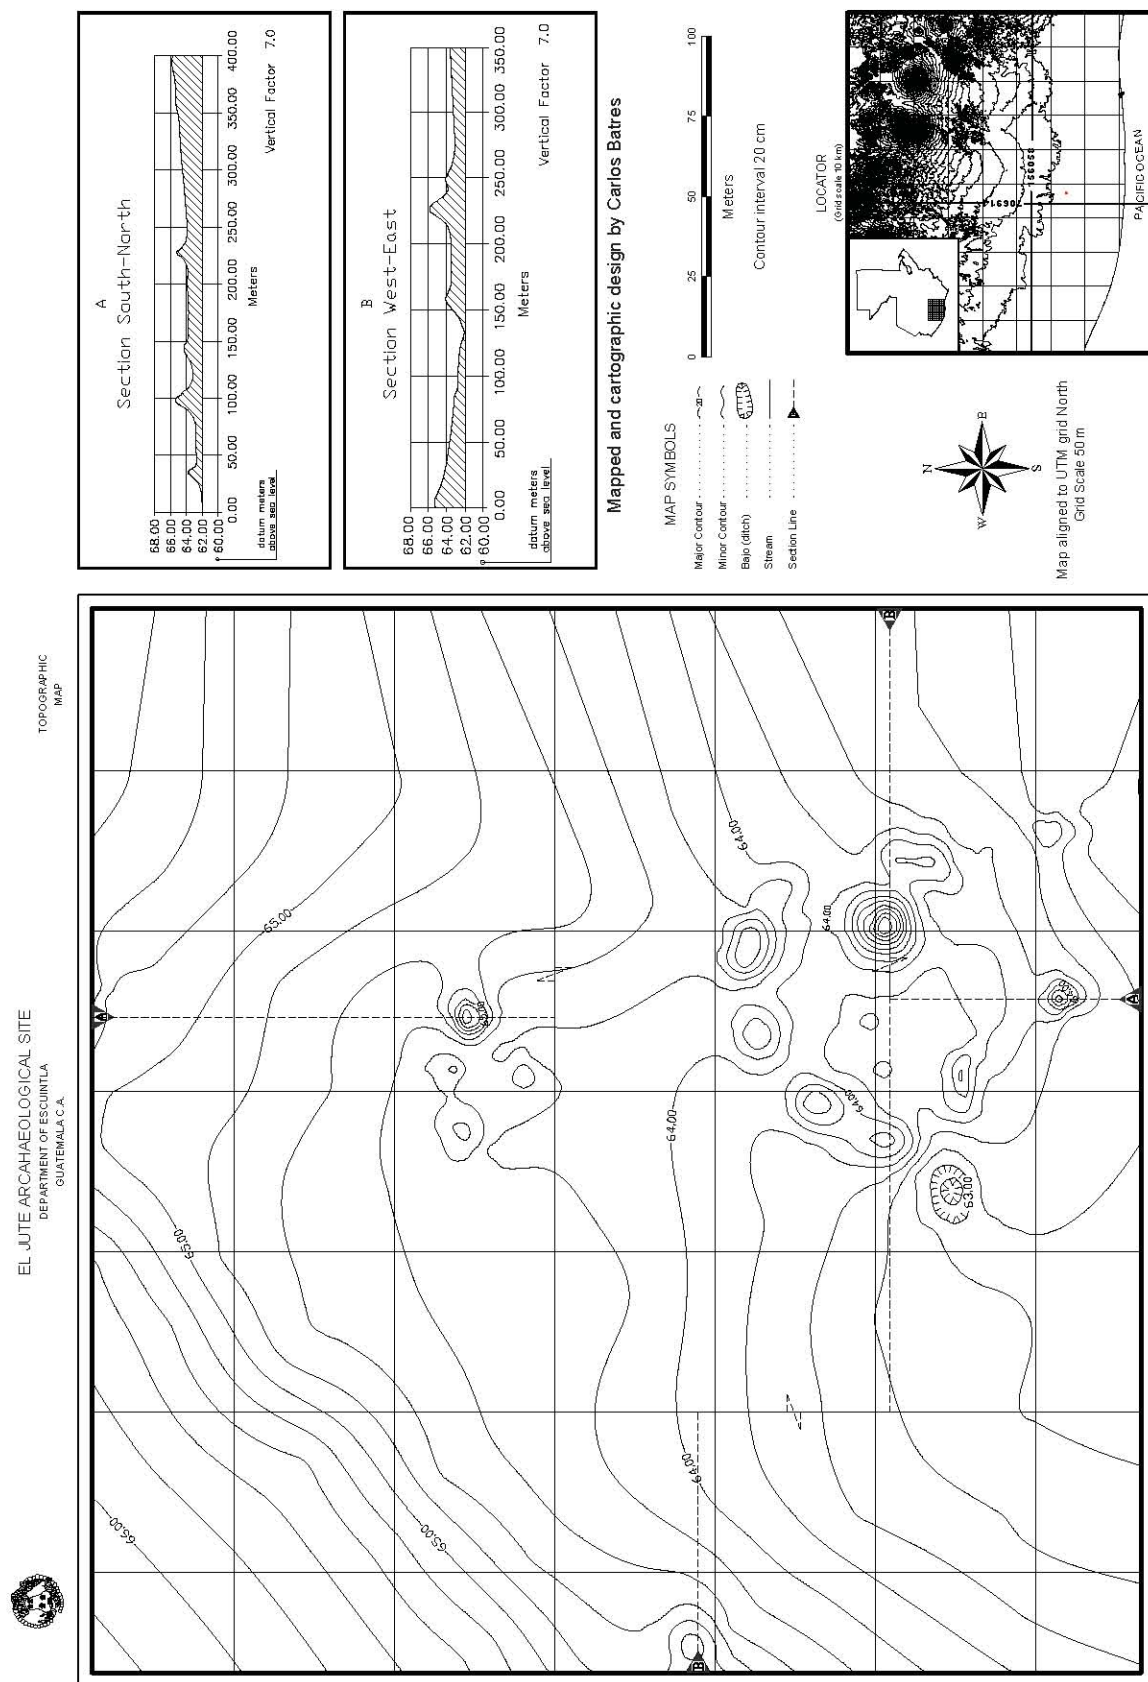 EL JUTE ARCAHAEOLOGICAL SITE
DEPARTMENT OF ESCUINTLA
GUATEMALA C.A.
TOPOGRAPHIC
MAP
66.00
65.00
65.00
65.00
64.00
64.00
64.00
64.00
64.00
63.00
A
A
B
B
A
Section South-North
68.00
66.00
64.00
62.00
60.00
0.00
50.00
100.00
150.00
200.00
250.00
300.00
350.00
400.00
datum meters
above sea level
Meters
Vertical Factor 7.0
B
Section West-East
68.00
66.00
64.00
62.00
60.00
0.00
50.00
100.00
150.00
200.00
250.00
300.00
350.00
datum meters
above sea level
Meters
Vertical Factor 7.0
Mapped and cartographic design by Carlos Batres
0
25
50
75
100
Meters
Contour interval 20 cm
MAP SYMBOLS
Major Contour
20
Minor Contour
Bajo (ditch)
Stream
Section Line
LOCATOR
(Grid scale 10 km)
PACIFIC OCEAN
N
E
S
W
Map aligned to UTM grid North
Grid Scale 50 m